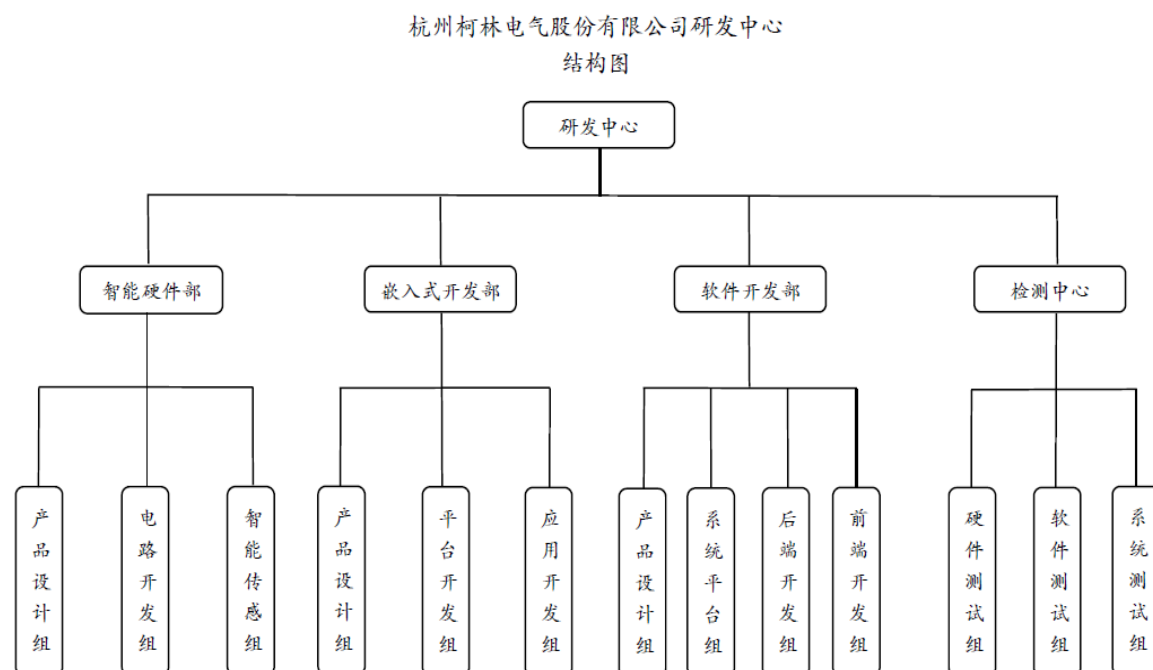 杭州柯林电气股份有限公司研发中心
结构图
研发中心
智能硬件部
嵌入式开发部
软件开发部
检测中心
产品设计组
电路开发组
智能传感组
产品设计组
平台开发组
应用开发组
产品设计组
系统平台组
后端开发组
前端开发组
硬件测试组
软件测试组
系统测试组